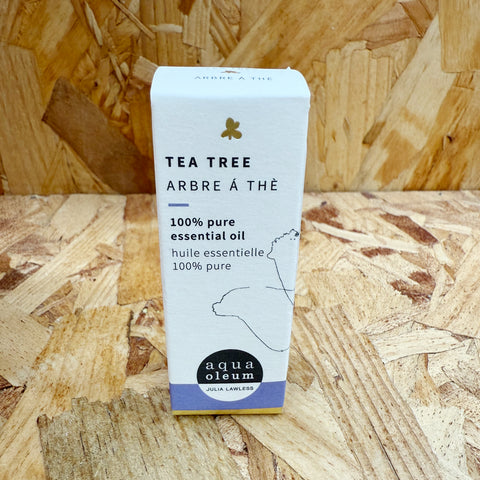 ARBRE À THÈ
TEA TREE
ARBRE Á THÈ
100% pure
essential oil
huile essentielle
100% pure
aqua
oleum
JULIA LAWLESS